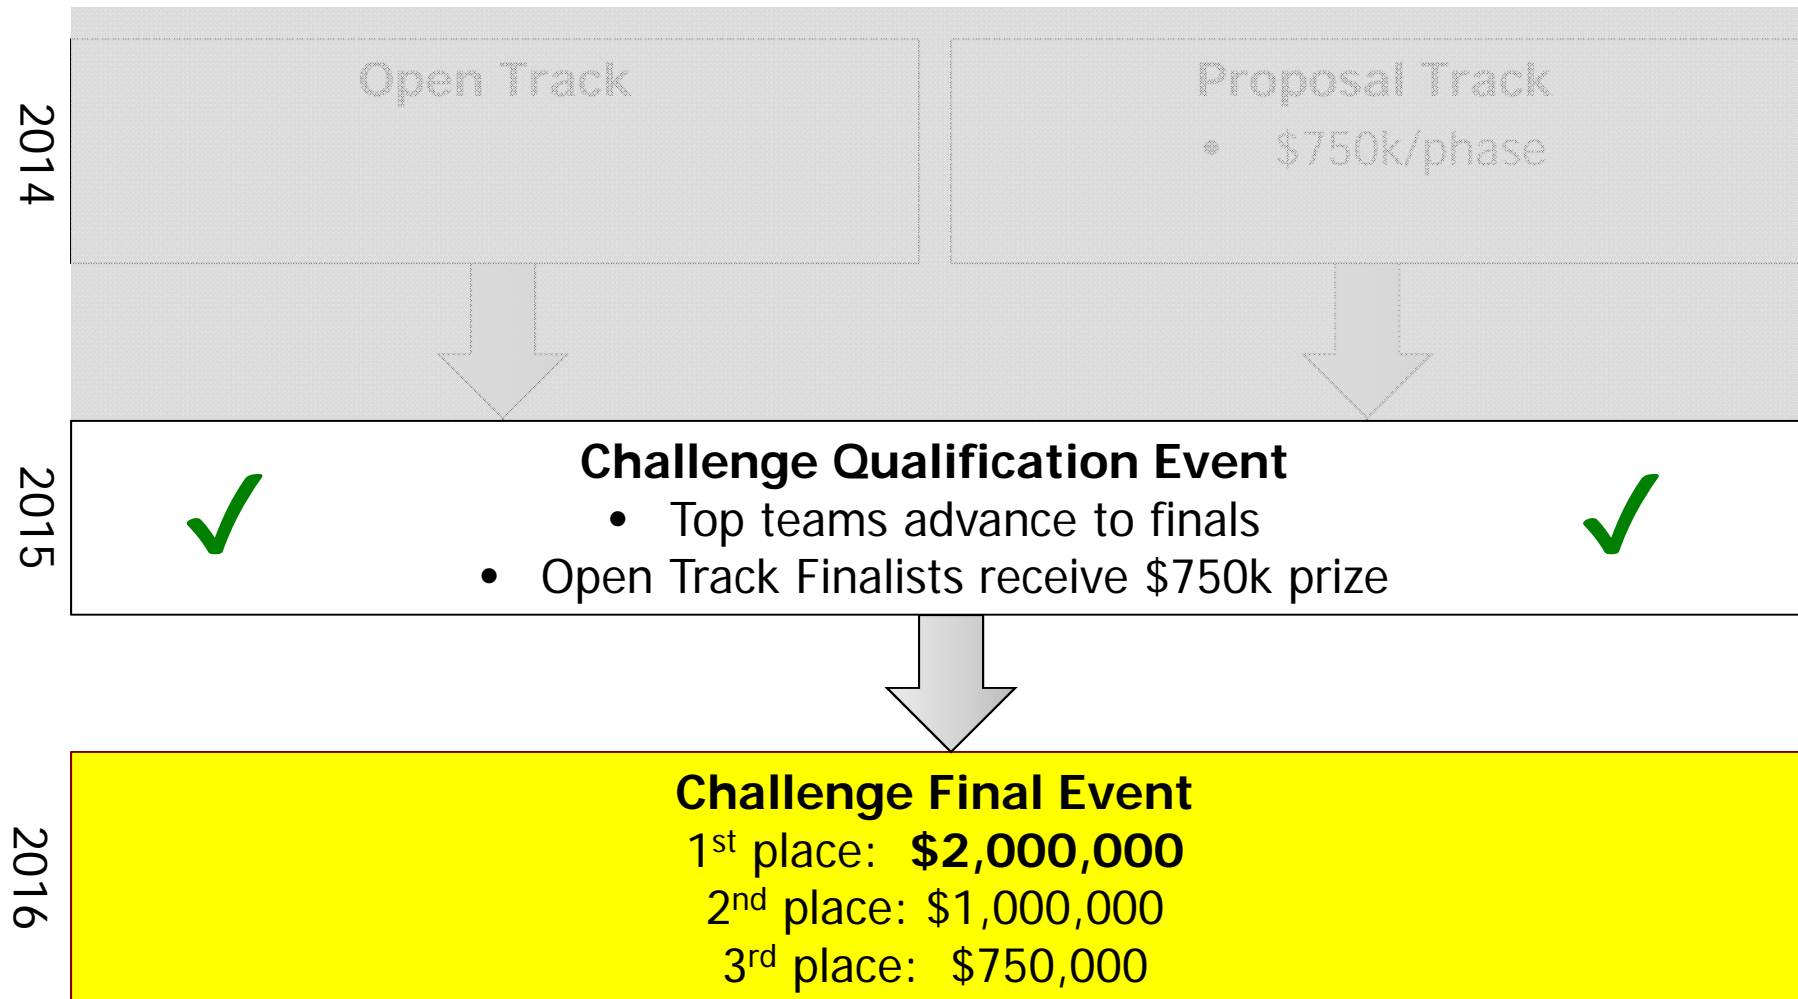 2014
Open Track
Proposal Track
• $750k/phase
2015
Challenge Qualification Event
• Top teams advance to finals
• Open Track Finalists receive $750k prize
2016
Challenge Final Event
1st place: $2,000,000
2nd place: $1,000,000
3rd place: $750,000